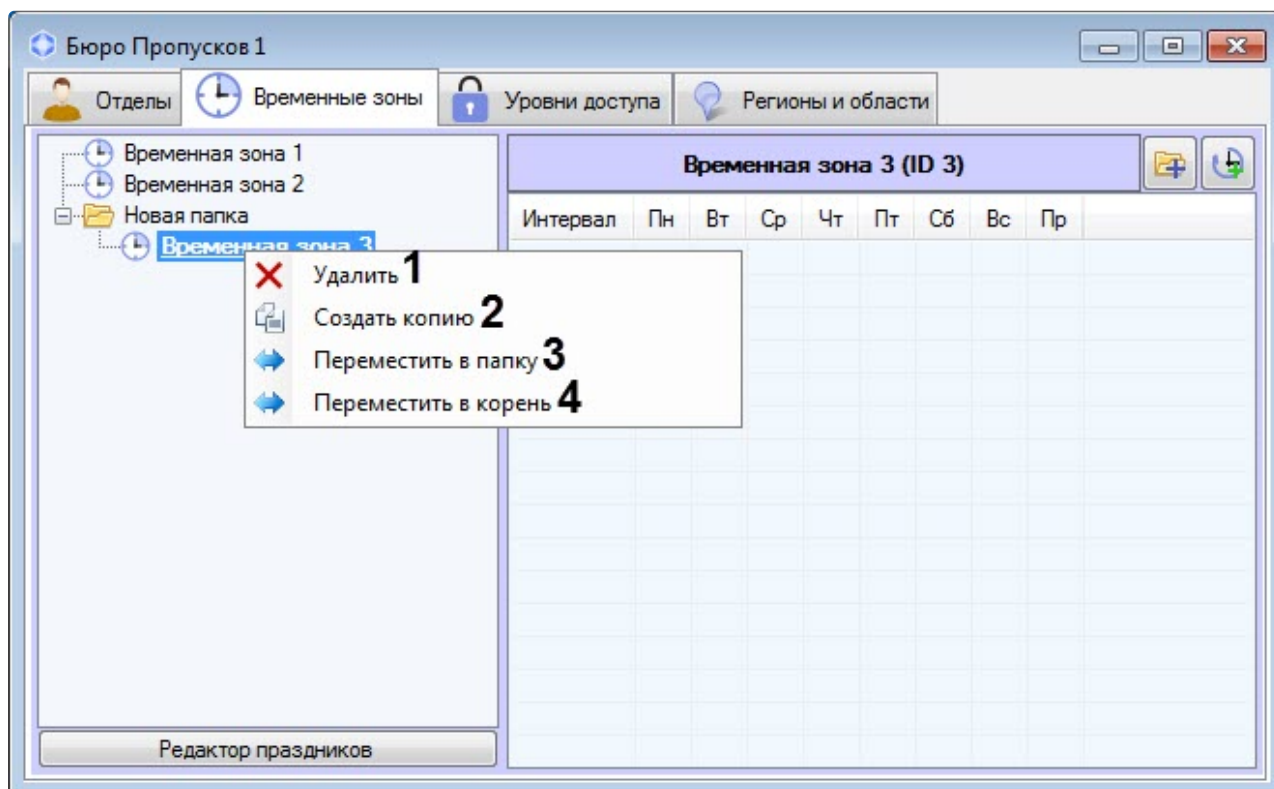 Бюро Пропусков 1
Отделы Временные зоны Уровни доступа Регионы и области
Временная зона 1
Временная зона 2
Новая папка
Временная зона 3
Временная зона 3 (ID 3)
Интервал Пн Вт Ср Чт Пт Сб Вс Пр
Удалить 1
Создать копию 2
Переместить в папку 3
Переместить в корень 4
Редактор праздников